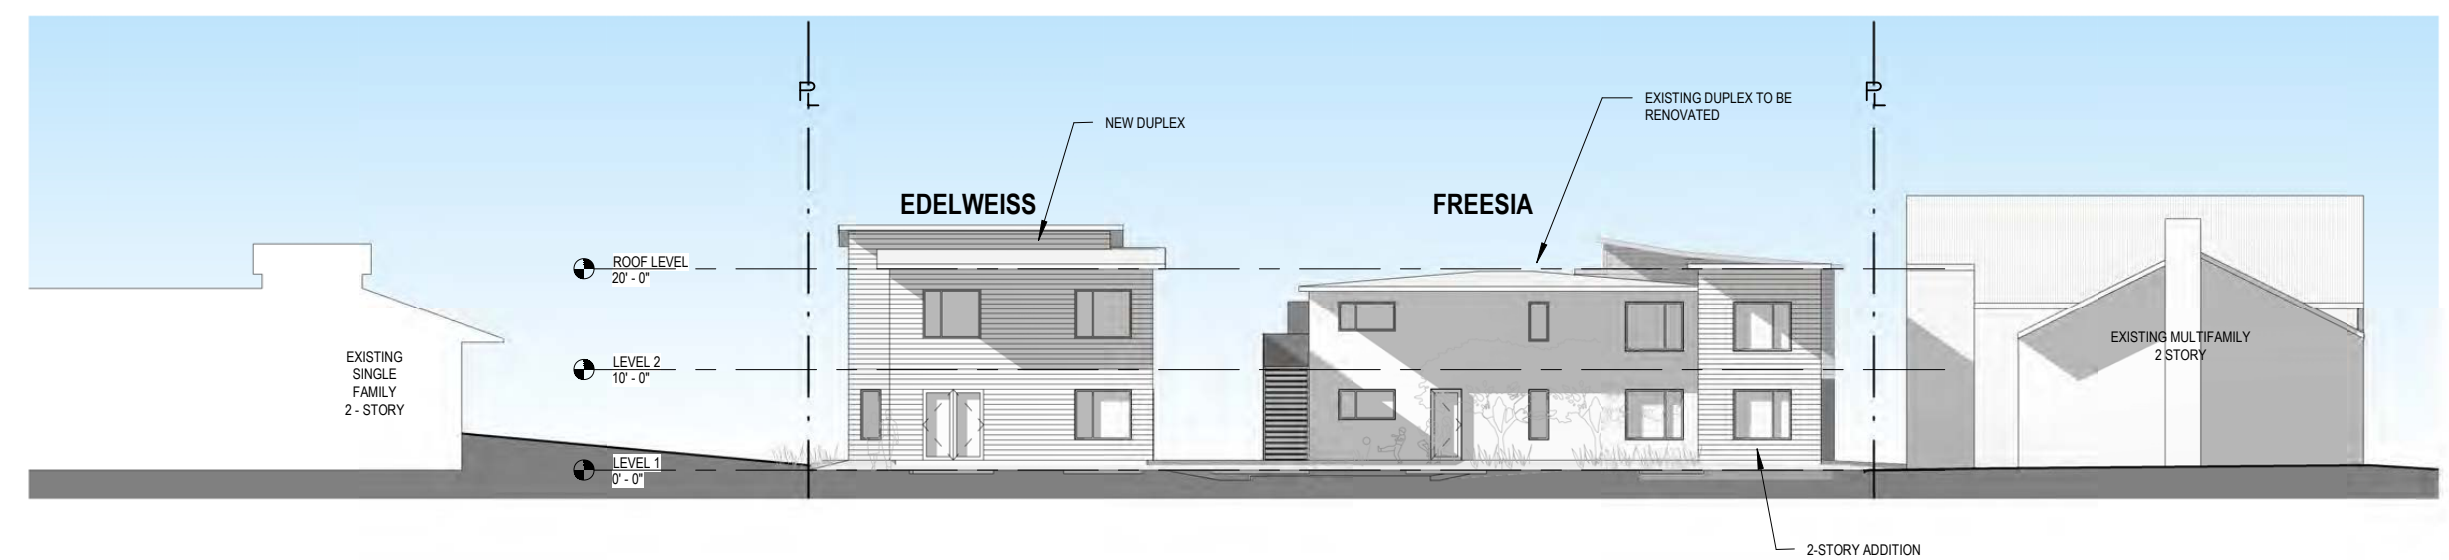 PL
PL
EXISTING DUPLEX TO BE
RENOVATED
NEW DUPLEX
EDELWEISS
FREESIA
ROOF LEVEL
20' - 0"
EXISTING
SINGLE
FAMILY
2 - STORY
LEVEL 2
10' - 0"
EXISTING MULTIFAMILY
2 STORY
LEVEL 1
0' - 0"
2-STORY ADDITION